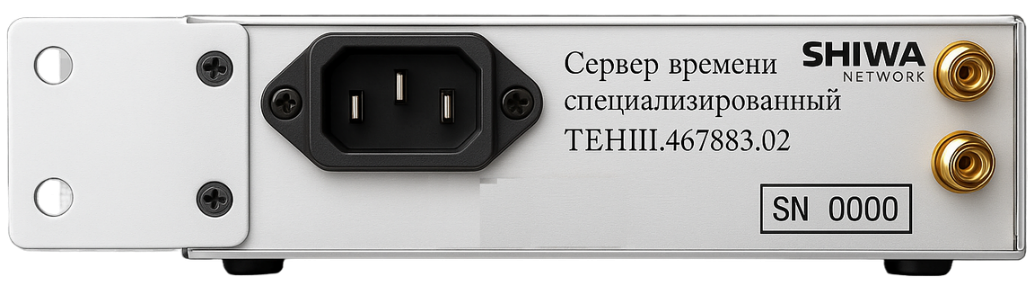 Сервер времени
специализированный
ТЕНШ.467883.02
SHIWA
NETWORK
SN 0000